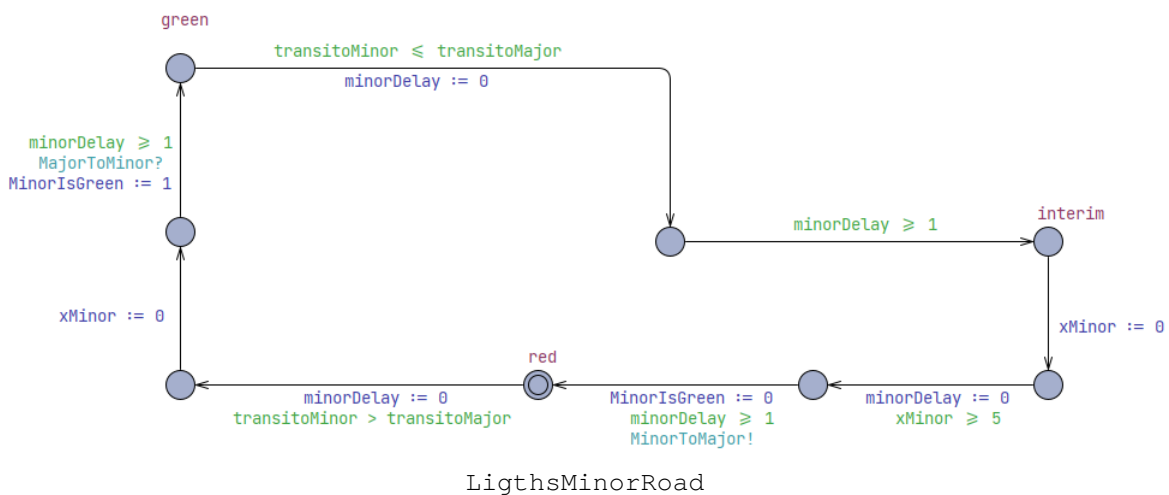 green
transitoMinor ⩽ transitoMajor
minorDelay := 0
minorDelay ⩾ 1
MajorToMinor?
MinorIsGreen := 1
interim
minorDelay ⩾ 1
xMinor := 0
xMinor := 0
red
minorDelay := 0
transitoMinor > transitoMajor
MinorIsGreen := 0
minorDelay ⩾ 1
MinorToMajor!
minorDelay := 0
xMinor ⩾ 5
LigthsMinorRoad